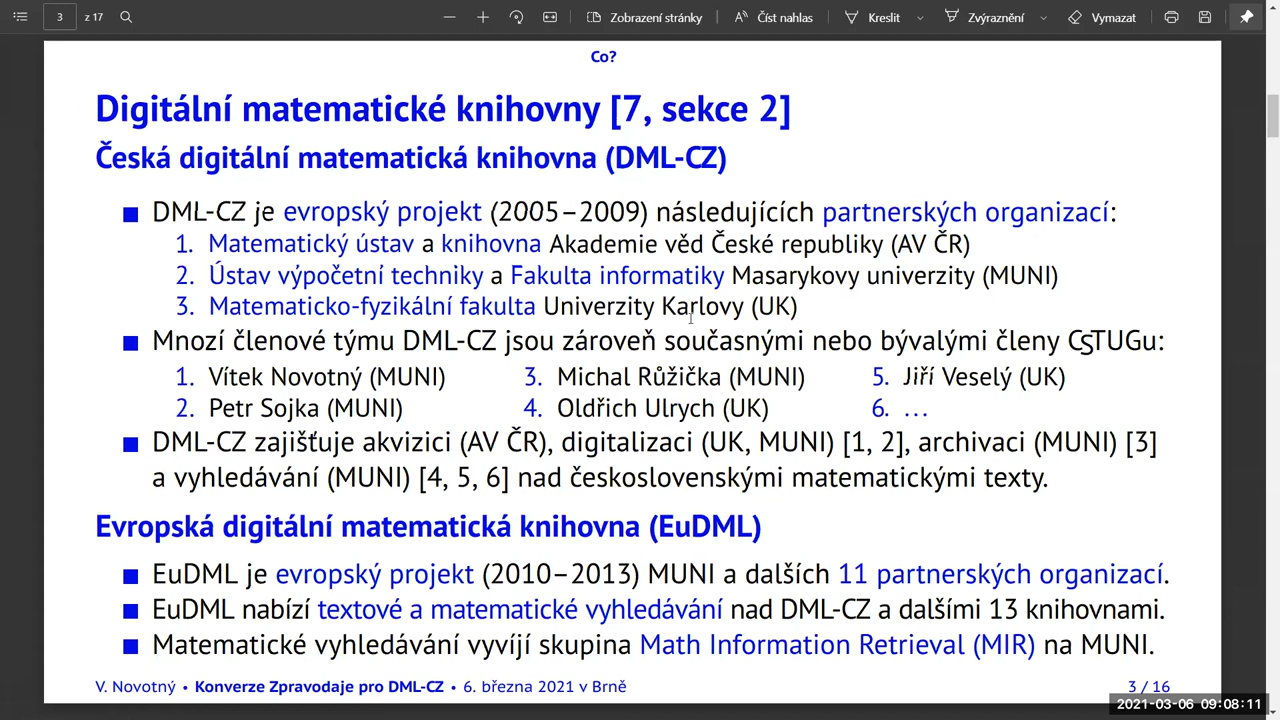 3 z 17 Zobrazení stránky Číst nahlas Kreslit Zvýraznění Vymazat
Co?
Digitální matematické knihovny [7, sekce 2]
Česká digitální matematická knihovna (DML-CZ)
DML-CZ je evropský projekt (2005–2009) následujících partnerských organizací:
1. Matematický ústav a knihovna Akademie věd České republiky (AV ČR)
2. Ústav výpočetní techniky a Fakulta informatiky Masarykovy univerzity (MUNI)
3. Matematicko-fyzikální fakulta Univerzity Karlovy (UK)
Mnozí členové týmu DML-CZ jsou zároveň současnými nebo bývalými členy CSTUGu:
1. Vítek Novotný (MUNI) 3. Michal Růžička (MUNI) 5. Jiří Veselý (UK)
2. Petr Sojka (MUNI) 4. Oldřich Ulrych (UK) 6. ...
DML-CZ zajišťuje akvizici (AV ČR), digitalizaci (UK, MUNI) [1, 2], archivaci (MUNI) [3]
a vyhledávání (MUNI) [4, 5, 6] nad československými matematickými texty.
Evropská digitální matematická knihovna (EuDML)
EuDML je evropský projekt (2010–2013) MUNI a dalších 11 partnerských organizací.
EuDML nabízí textové a matematické vyhledávání nad DML-CZ a dalšími 13 knihovnami.
Matematické vyhledávání vyvíjí skupina Math Information Retrieval (MIR) na MUNI.
V. Novotný • Konverze Zpravodaje pro DML-CZ • 6. března 2021 v Brně 3 / 16
2021-03-06 09:08:11